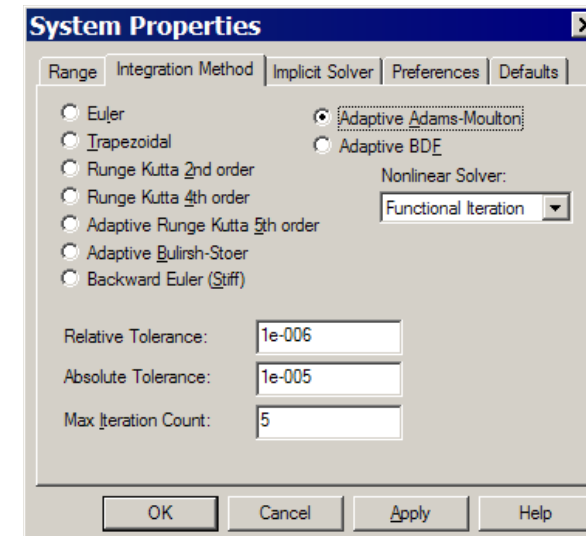 System Properties
Range Integration Method Implicit Solver Preferences Defaults
Euler
Trapezoidal
Runge Kutta 2nd order
Runge Kutta 4th order
Adaptive Runge Kutta 5th order
Adaptive Bulirsh-Stoer
Backward Euler (Stiff)
Adaptive Adams-Moulton
Adaptive BDF
Nonlinear Solver:
Functional Iteration
Relative Tolerance: 1e-006
Absolute Tolerance: 1e-005
Max Iteration Count: 5
OK Cancel Apply Help